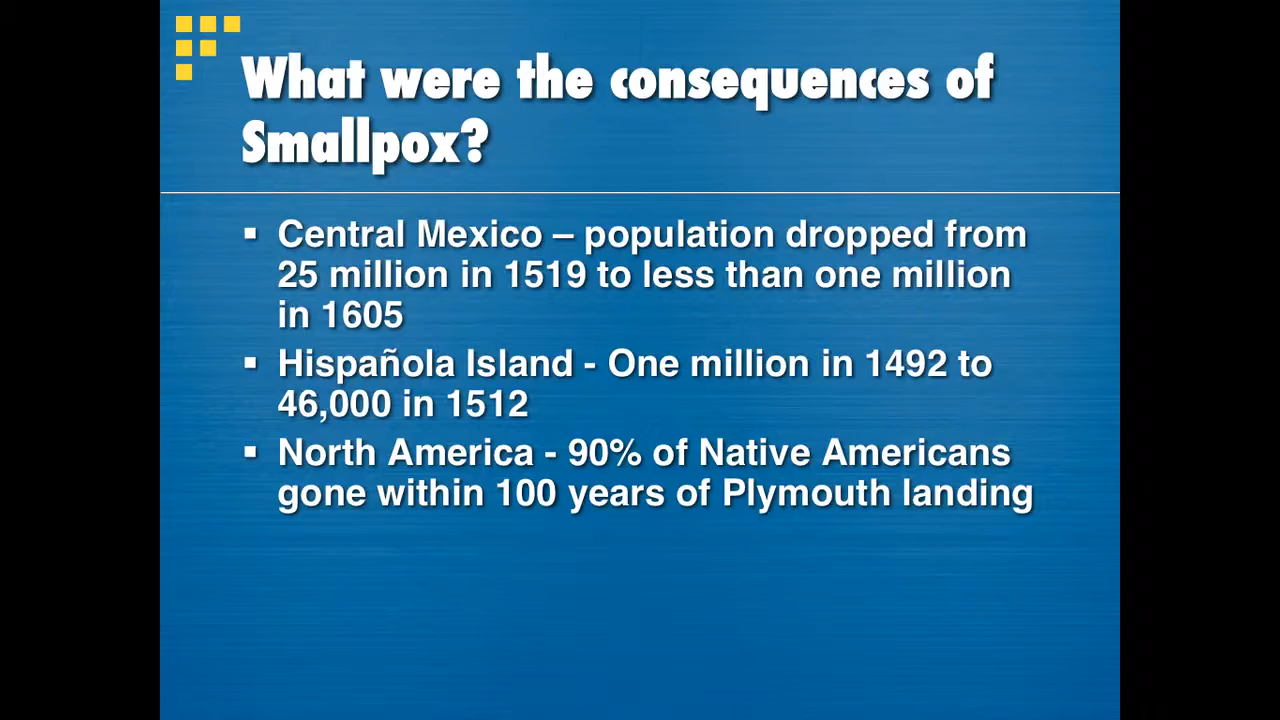 What were the consequences of
Smallpox?
▪ Central Mexico – population dropped from
25 million in 1519 to less than one million
in 1605
▪ Hispañola Island - One million in 1492 to
46,000 in 1512
▪ North America - 90% of Native Americans
gone within 100 years of Plymouth landing